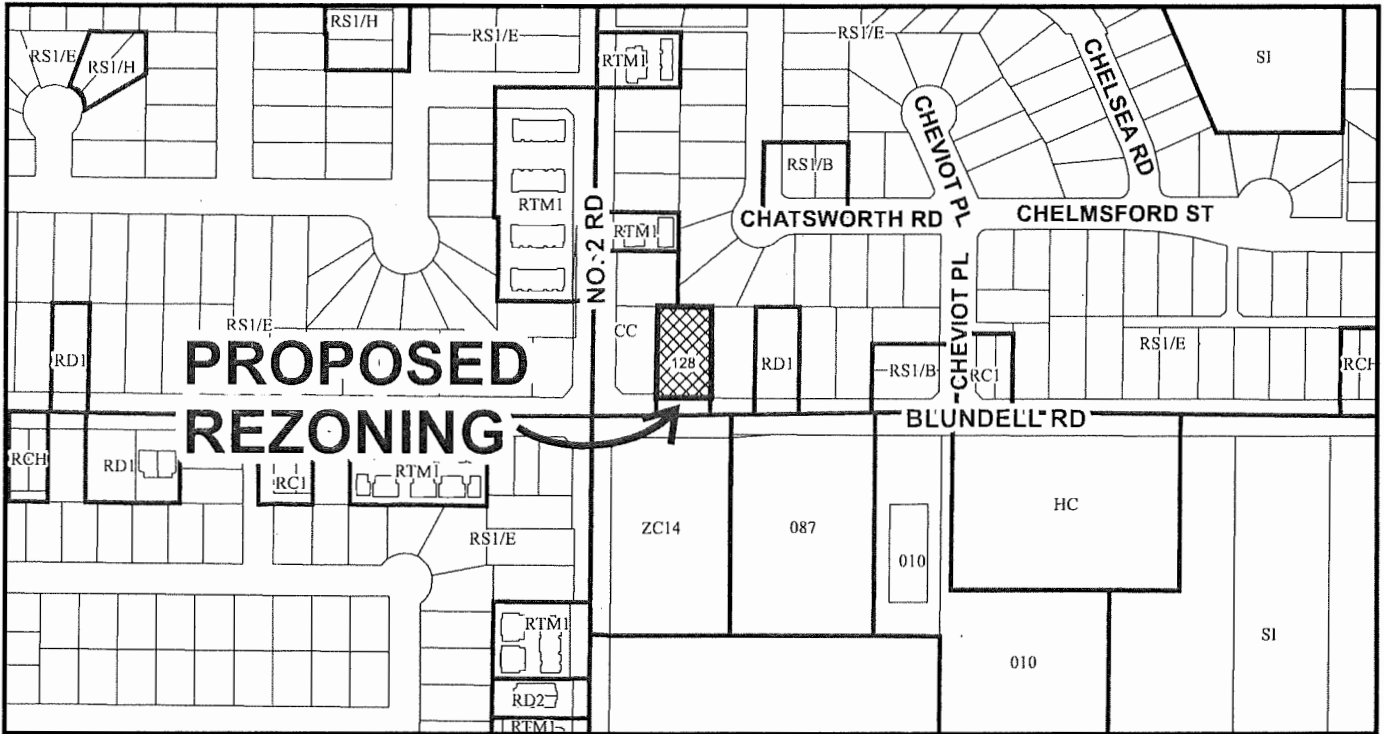 RS1/H
RS1/E
RS1/H
RS1/E
RTM1
RS1/E
CHELSEA RD
SI
CHEVIOT PL
RTM1
NO. 2 RD
RS1/B
RTM1
CHATSWORTH RD
CHELMSFORD ST
RS1/E
CC
128
RD1
RD1
RS1/B
CHEVIOT PL
RC1
RS1/E
PROPOSED
REZONING
BLUNDELL RD
RCH
RD1
RC1
RTM1
ZC14
087
010
HC
RS1/E
RTM1
RD2
RTM1
010
SI